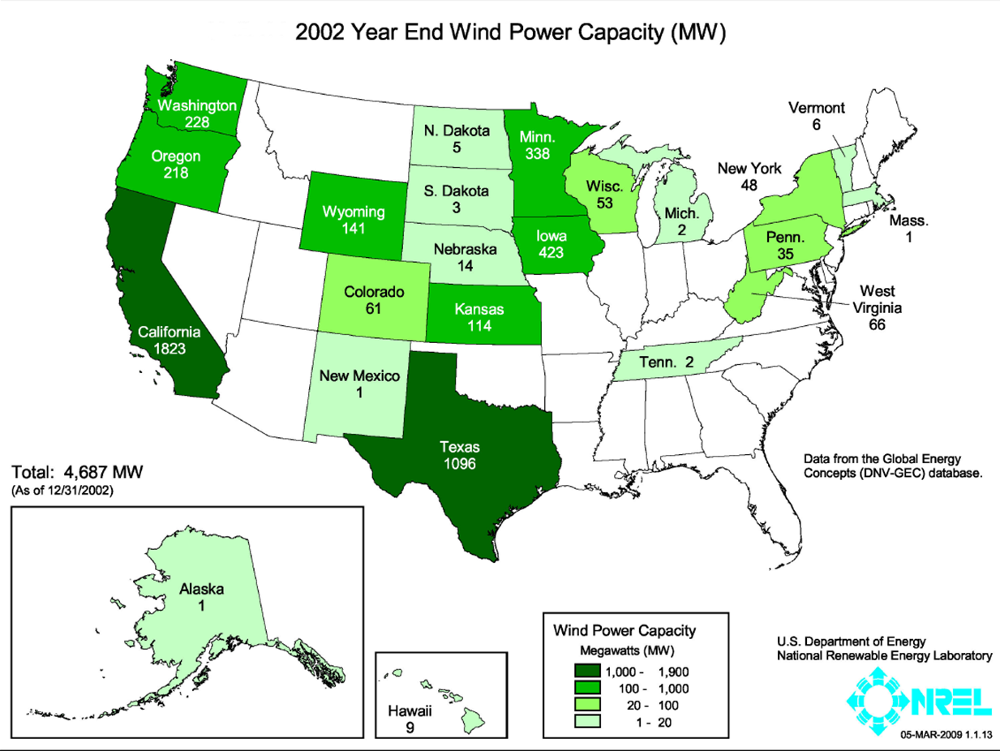 2002 Year End Wind Power Capacity (MW)
Washington
228
Oregon
218
California
1823
Wyoming
141
Colorado
61
New Mexico
1
N. Dakota
5
S. Dakota
3
Nebraska
14
Kansas
114
Texas
1096
Minn.
338
Iowa
423
Wisc.
53
Mich.
2
Tenn. 2
Vermont
6
New York
48
Mass.
1
Penn.
35
West
Virginia
66
Data from the Global Energy
Concepts (DNV-GEC) database.
Total: 4,687 MW
(As of 12/31/2002)
Alaska
1
Hawaii
9
Wind Power Capacity
Megawatts (MW)
1,000 - 1,900
100 - 1,000
20 - 100
1 - 20
U.S. Department of Energy
National Renewable Energy Laboratory
NREL
05-MAR-2009 1.1.13